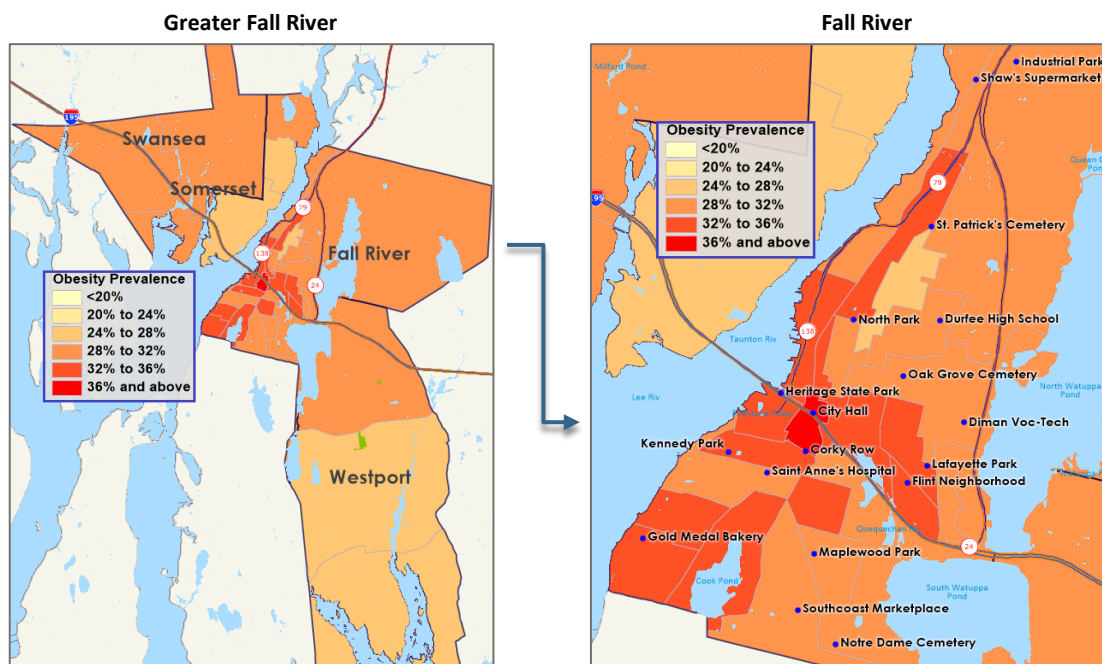 Greater Fall River
Fall River
195
Swansea
Somerset
79
138
Fall River
24
Obesity Prevalence
<20%
20% to 24%
24% to 28%
28% to 32%
32% to 36%
36% and above
Westport
Milford Pond
Industrial Park
Shaw's Supermarket
Obesity Prevalence
<20%
20% to 24%
24% to 28%
28% to 32%
32% to 36%
36% and above
Queen
195
79
St. Patrick's Cemetery
North Park
Durfee High School
138
Taunton Riv
Oak Grove Cemetery
Lee Riv
Heritage State Park
North Watuppa
Pond
City Hall
Diman Voc-Tech
Kennedy Park
Corky Row
Saint Anne's Hospital
Lafayette Park
Flint Neighborhood
Quequechan Riv
Gold Medal Bakery
24
Maplewood Park
Cook Pond
South Watuppa
Pond
Southcoast Marketplace
Notre Dame Cemetery